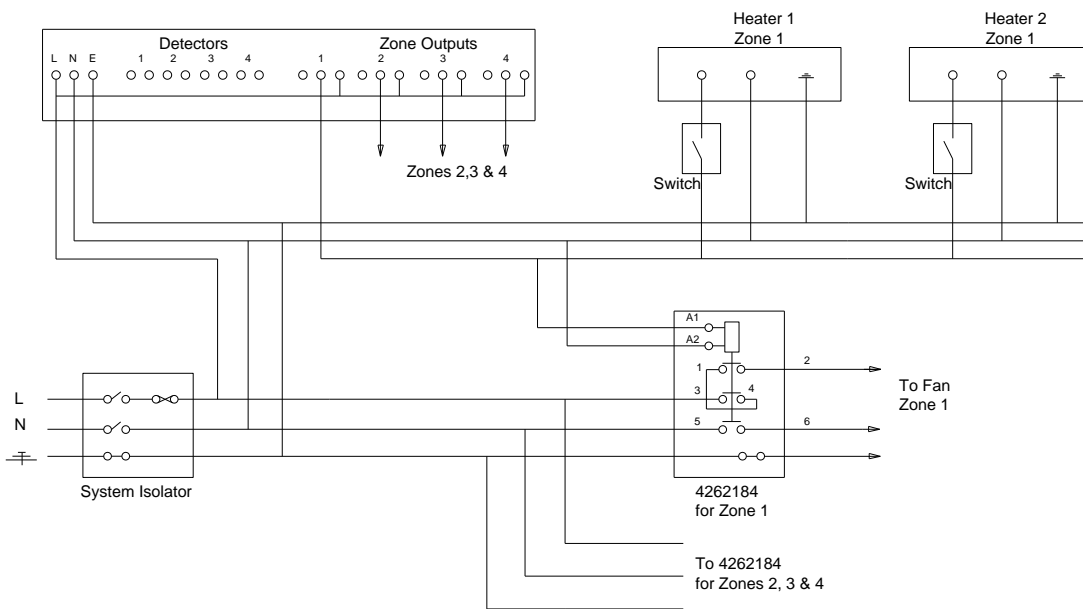 Detectors
Zone Outputs
L N E 1 2 3 4 1 2 3 4
Zones 2,3 & 4
Heater 1
Zone 1
Heater 2
Zone 1
Switch
Switch
A1
A2
1
2
3
4
5
6
To Fan
Zone 1
L
N
System Isolator
4262184
for Zone 1
To 4262184
for Zones 2, 3 & 4